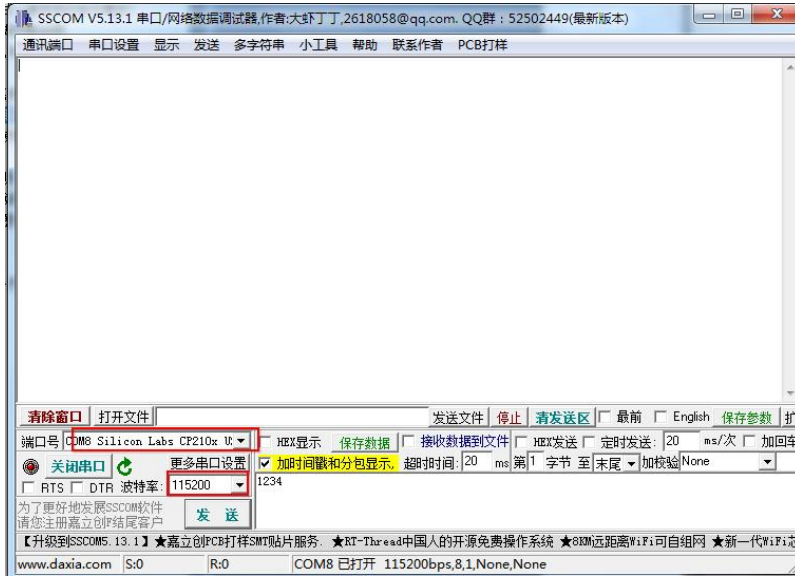 SSCOM V5.13.1 串口/网络数据调试器,作者:大虾丁丁,2618058@qq.com. QQ群：52502449(最新版本)
通讯端口 串口设置 显示 发送 多字符串 小工具 帮助 联系作者 PCB打样
清除窗口 打开文件 发送文件 停止 清发送区 最前 English 保存参数
端口号 COM8 Silicon Labs CP210x HEX显示 保存数据 接收数据到文件 HEX发送 定时发送: 20 ms/次 加回车
关闭串口 更多串口设置 加时间戳和分包显示, 超时时间: 20 ms 第 1 字节 至 末尾 加校验 None
RTS DTR 波特率: 115200 1234
为了更好地发展SSCOM软件
请您注册嘉立创F结尾客户 发 送
【升级到SSCOM5.13.1】★嘉立创PCB打样SMT贴片服务. ★RT-Thread中国人的开源免费操作系统 ★8KM远距离WiFi可自组网 ★新一代WiFi
www.daxia.com S:0 R:0 COM8 已打开 115200bps,8,1,None,None